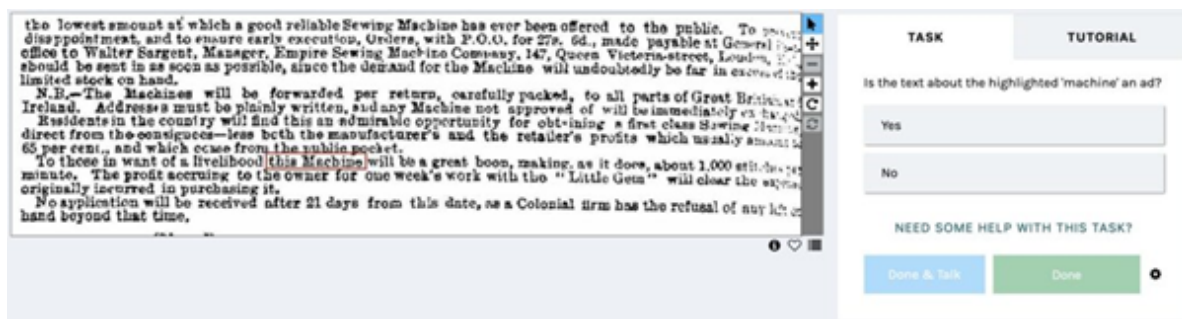 the lowest amount at which a good reliable Sewing Machine has ever been offered to the public. To
disappointment, and to ensure early execution, Orders, with P.O.O. for 27s. 6d., made payable at General
office to Walter Sargent, Manager, Empire Sewing Machine Company, 147, Queen Victoria-street, London,
should be sent in as soon as possible, since the demand for the Machine will undoubtedly be far in excess of the
limited stock on hand.
N.B.—The Machines will be forwarded per return, carefully packed, to all parts of Great Britain
Ireland. Addresses must be plainly written, and any Machine not approved of will be immediately
Residents in the country will find this an admirable opportunity for obtaining a first class Sewing
direct from the consignees—less both the manufacturer's and the retailer's profits which usually amount
65 per cent., and which come from the public pocket.
To those in want of a livelihood this Machine will be a great boon, making, as it does, about 1,000 stitches
minute. The profit accruing to the owner for one week's work with the "Little Gem" will clear the
originally incurred in purchasing it.
No application will be received after 21 days from this date, as a Colonial firm has the refusal of any
hand beyond that time.
TASK
TUTORIAL
Is the text about the highlighted 'machine' an ad?
Yes
No
NEED SOME HELP WITH THIS TASK?
Done & Talk
Done